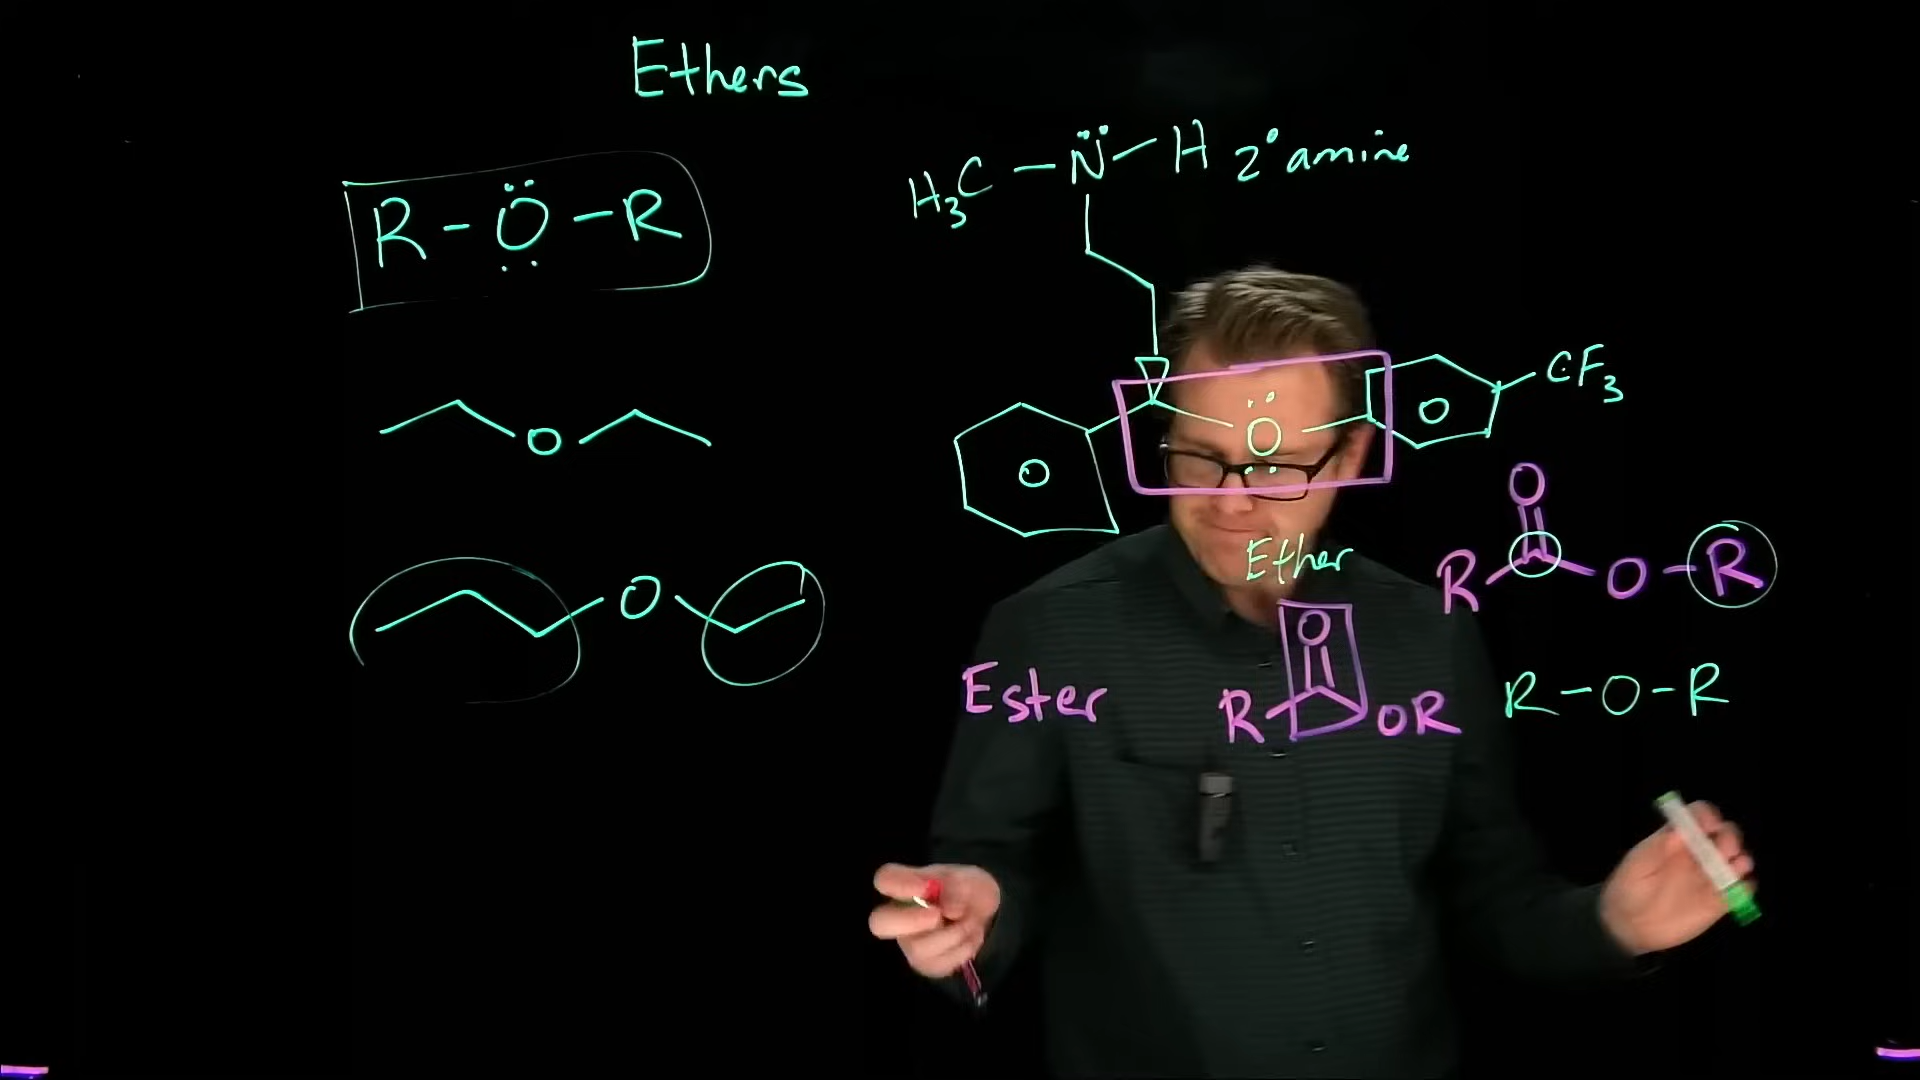 Ethers
R - O - R
H3C - N - H 2° amine
O
O
CF3
O
O
O
Ether
O
R O - R
O
Ester
O
R OR
R - O - R